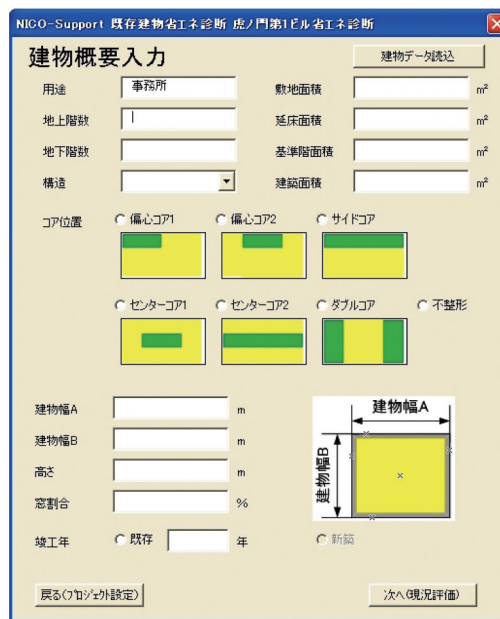 NICO-Support 既存建物省エネ診断 虎ノ門第1ビル省エネ診断
建物概要入力
建物データ読込
用途 事務所 敷地面積 m²
地上階数 延床面積 m²
地下階数 基準階面積 m²
構造 建築面積 m²
コア位置 偏心コア1 偏心コア2 サイドコア
センターコア1 センターコア2 ダブルコア 不整形
建物幅A m
建物幅B m
高さ m
窓割合 %
建物幅A
建物幅B
竣工年 既存 年 新築
戻る(プロジェクト設定) 次へ(現況評価)